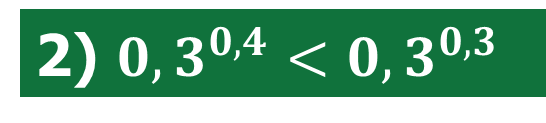 2) 0, 3^{0,4} < 0, 3^{0,3}